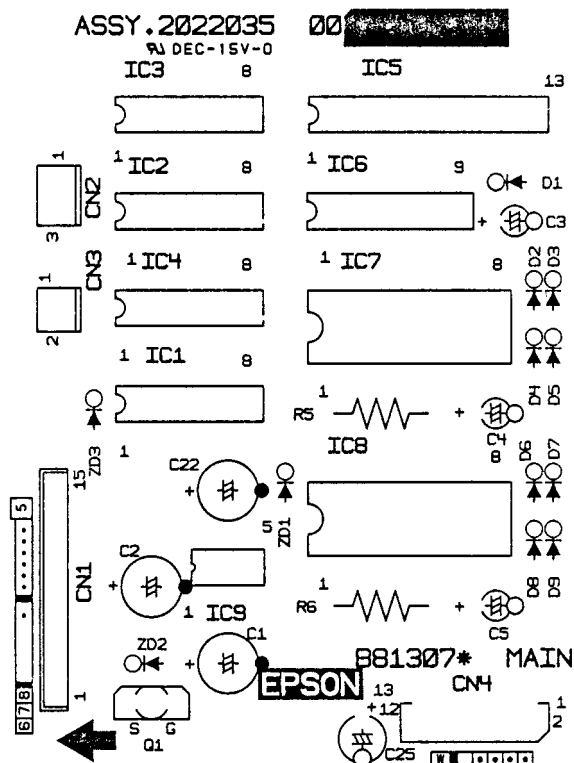 ASSY.2022035 00
DEC-15V-0
IC3 8
IC5
13
1 IC2 8
1 IC6 9
D1
1 CN2 3
+ C3
1 CN3 2
1 IC4 8
1 IC7 8
D2 D3
1 IC1 8
D4 D5
R5 1 + C4
ZD3
1
IC8 8
D6 D7
15
C22 +
5 ZD1
5
CN1
C2 +
1 IC9
D8 D9
R6 1 + C5
C1 +
ZD2
B81307* MAIN
EPSON
CN4
13
+12
1
2
1
6 7 8
S G
Q1
C25